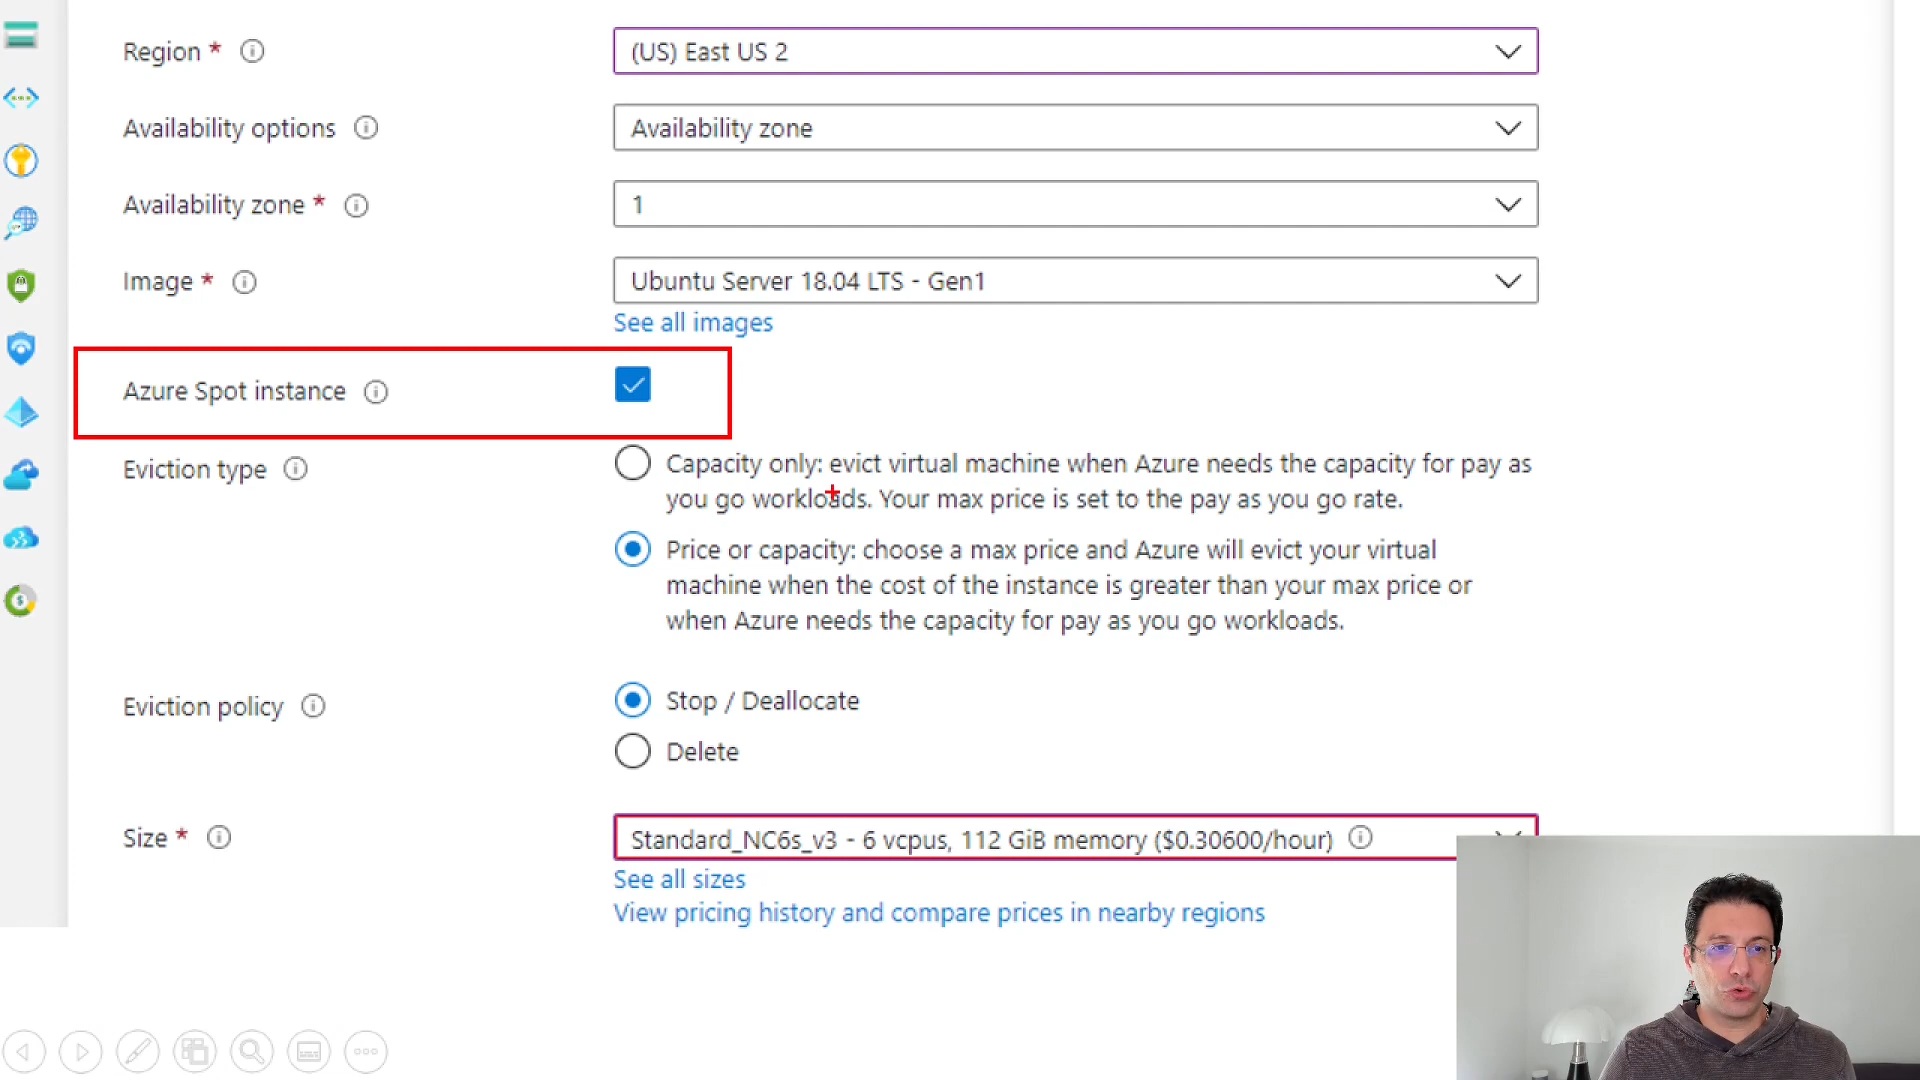 Region *
(US) East US 2
Availability options
Availability zone
Availability zone *
1
Image *
Ubuntu Server 18.04 LTS - Gen1
See all images
Azure Spot instance
Eviction type
Capacity only: evict virtual machine when Azure needs the capacity for pay as
you go workloads. Your max price is set to the pay as you go rate.
Price or capacity: choose a max price and Azure will evict your virtual
machine when the cost of the instance is greater than your max price or
when Azure needs the capacity for pay as you go workloads.
Eviction policy
Stop / Deallocate
Delete
Size *
Standard_NC6s_v3 - 6 vcpus, 112 GiB memory ($0.30600/hour)
See all sizes
View pricing history and compare prices in nearby regions